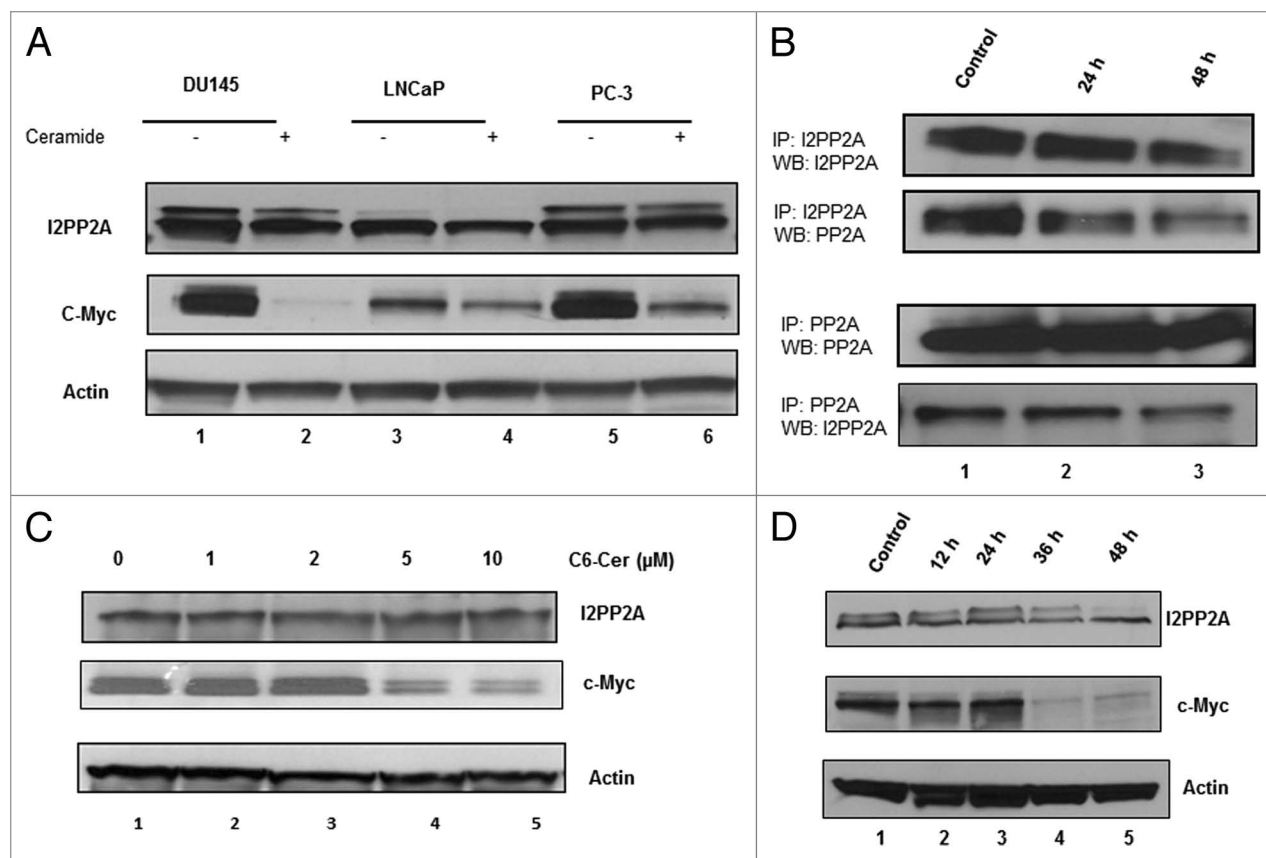 A
DU145 LNCaP PC-3
Ceramide - + - + - +
I2PP2A
C-Myc
Actin
1 2 3 4 5 6
B
Control 24 h 48 h
IP: I2PP2A
WB: I2PP2A
IP: I2PP2A
WB: PP2A
IP: PP2A
WB: PP2A
IP: PP2A
WB: I2PP2A
1 2 3
C
0 1 2 5 10 C6-Cer (µM)
I2PP2A
c-Myc
Actin
1 2 3 4 5
D
Control 12 h 24 h 36 h 48 h
I2PP2A
c-Myc
Actin
1 2 3 4 5